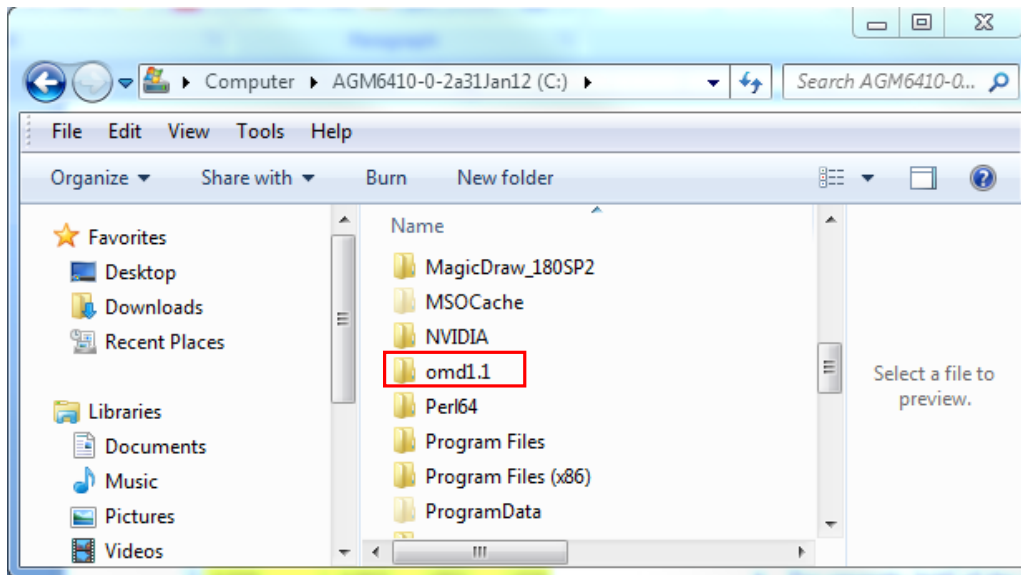 Computer AGM6410-0-2a31Jan12 (C:) Search AGM6410-0...
File Edit View Tools Help
Organize Share with Burn New folder
Name
Favorites
Desktop
Downloads
Recent Places
Libraries
Documents
Music
Pictures
Videos
MagicDraw_180SP2
MSOCache
NVIDIA
omd1.1
Perl64
Program Files
Program Files (x86)
ProgramData
Select a file to
preview.